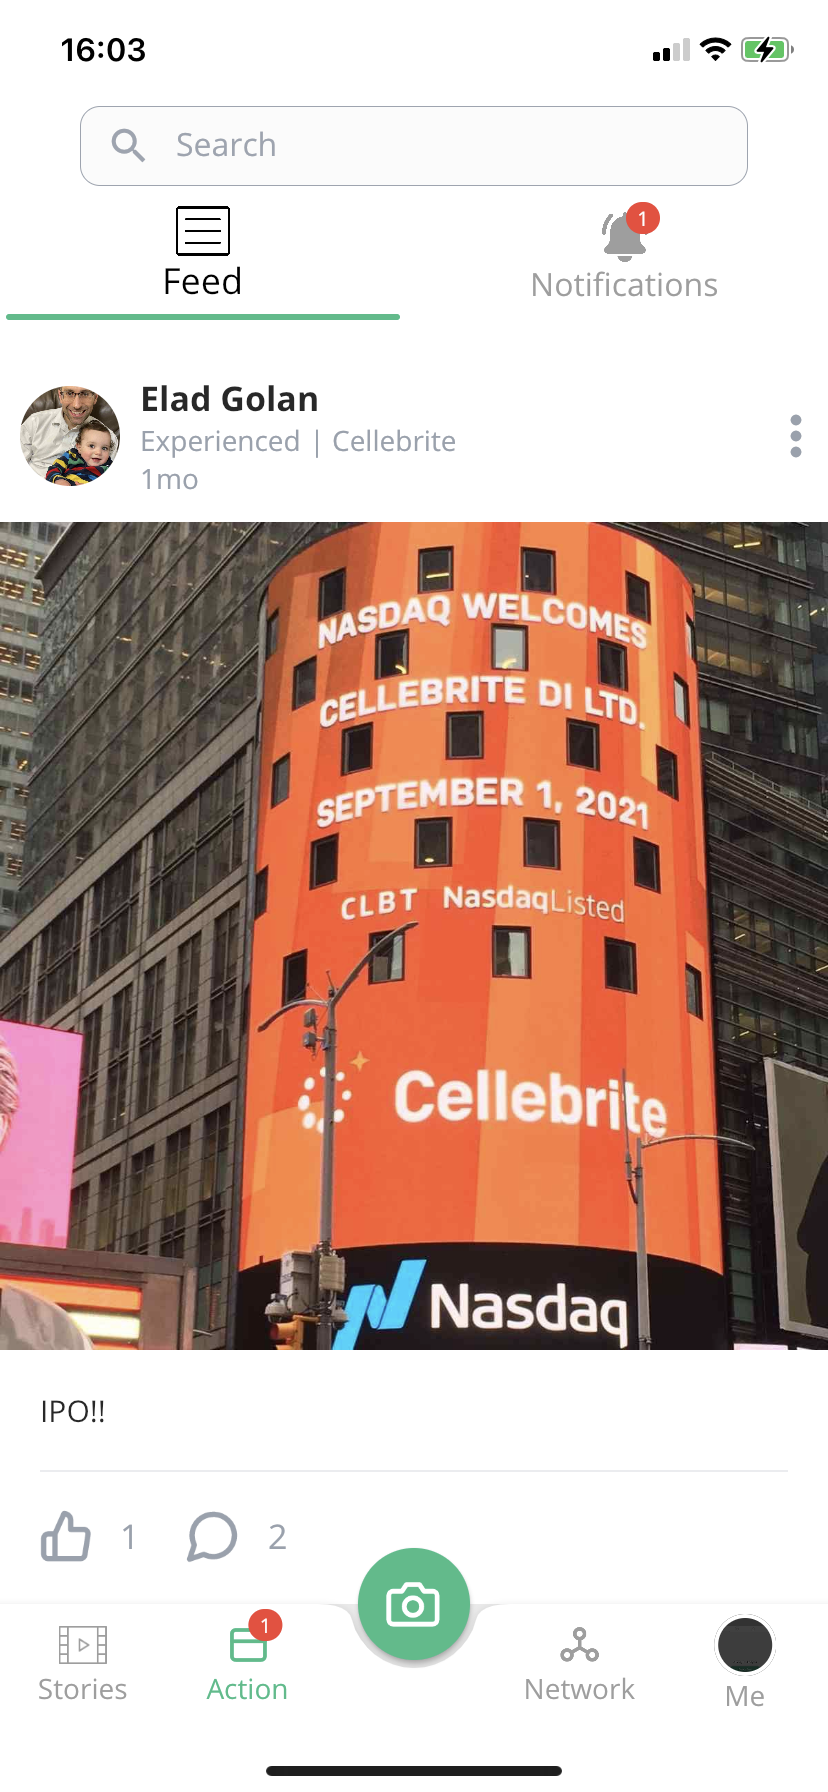 16:03
Search
1
Feed
Notifications
Elad Golan
Experienced | Cellebrite
1mo
NASDAQ WELCOMES
CELLEBRITE DI LTD.
SEPTEMBER 1, 2021
CLBT NasdaqListed
Cellebrite
Nasdaq
IPO!!
1 2
1
Stories
Action
Network
Me